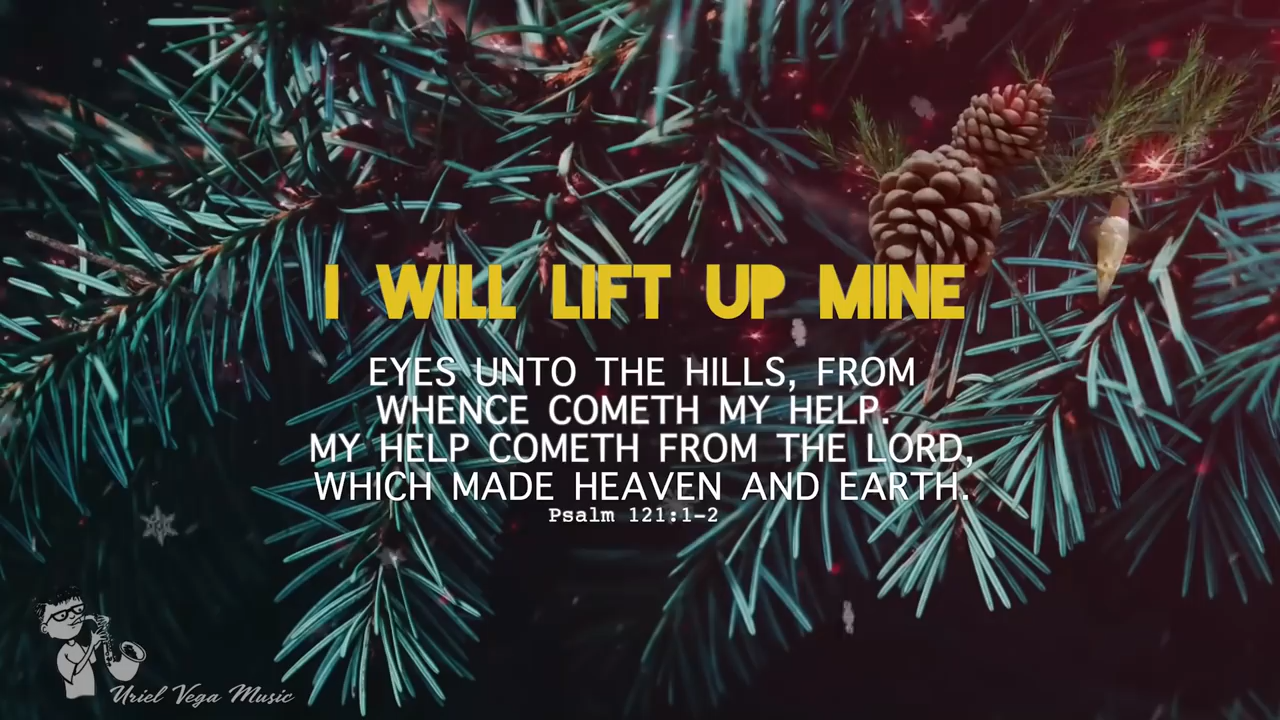 I WILL LIFT UP MINE
EYES UNTO THE HILLS, FROM
WHENCE COMETH MY HELP.
MY HELP COMETH FROM THE LORD,
WHICH MADE HEAVEN AND EARTH.
Psalm 121:1-2
Uriel Vega Music